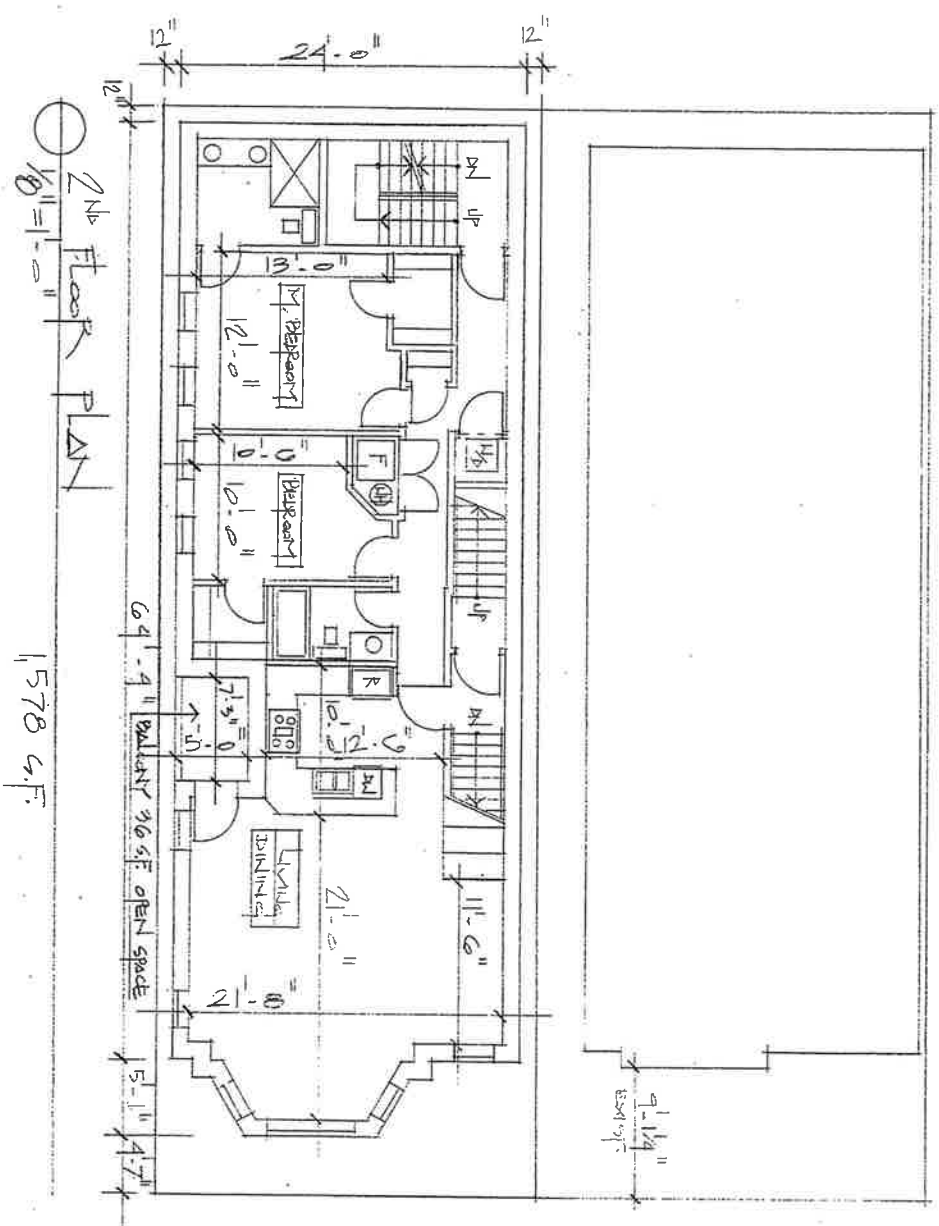 2ND FLOOR PLAN
1/8"=1'-0"
1,578 S.F.
12"
24'-0"
12"
12"
64'-4"
5'-1"
4'-7"
BALCONY 36 S.F. OPEN SPACE
DN
UP
13'-0"
M. BEDROOM
12'-0"
10'-0"
BEDROOM
10'-0"
F
WH
W/D
UP
DN
R
10'-0"
12'-6"
DW
7'-3"
5'-0"
LIVING
DINING
21'-0"
11'-6"
21'-8"
9'-1 1/4"